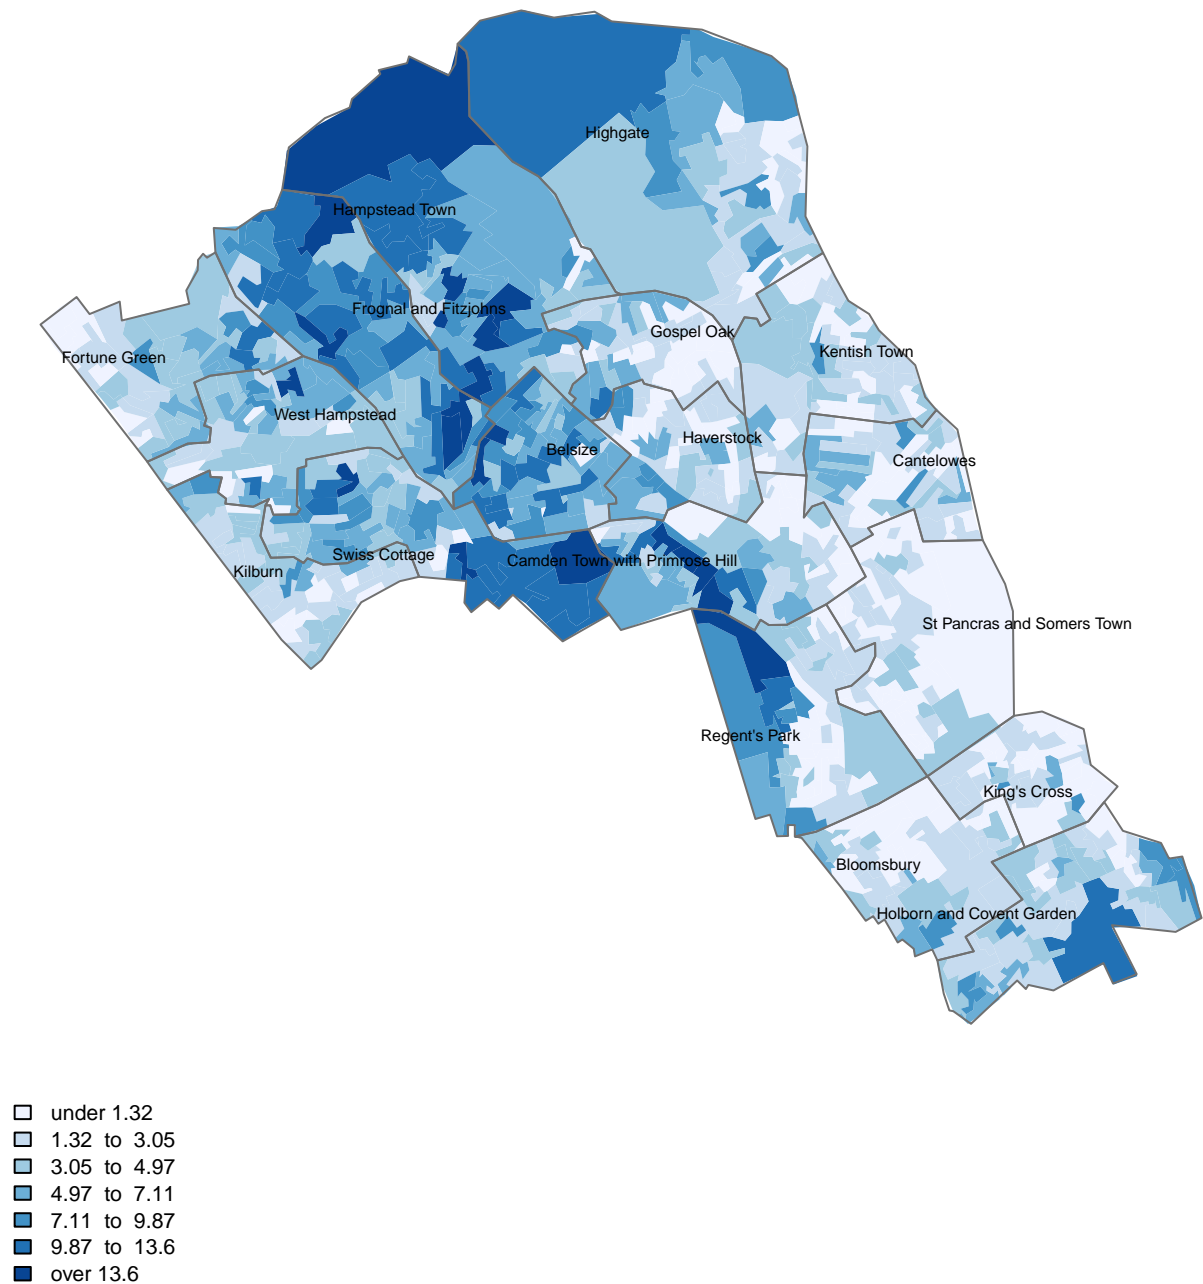 Highgate
Hampstead Town
Frognal and Fitzjohns
Gospel Oak
Kentish Town
Fortune Green
West Hampstead
Haverstock
Belsize
Cantelowes
Swiss Cottage
Camden Town with Primrose Hill
Kilburn
St Pancras and Somers Town
Regent's Park
King's Cross
Bloomsbury
Holborn and Covent Garden
under 1.32
1.32 to 3.05
3.05 to 4.97
4.97 to 7.11
7.11 to 9.87
9.87 to 13.6
over 13.6